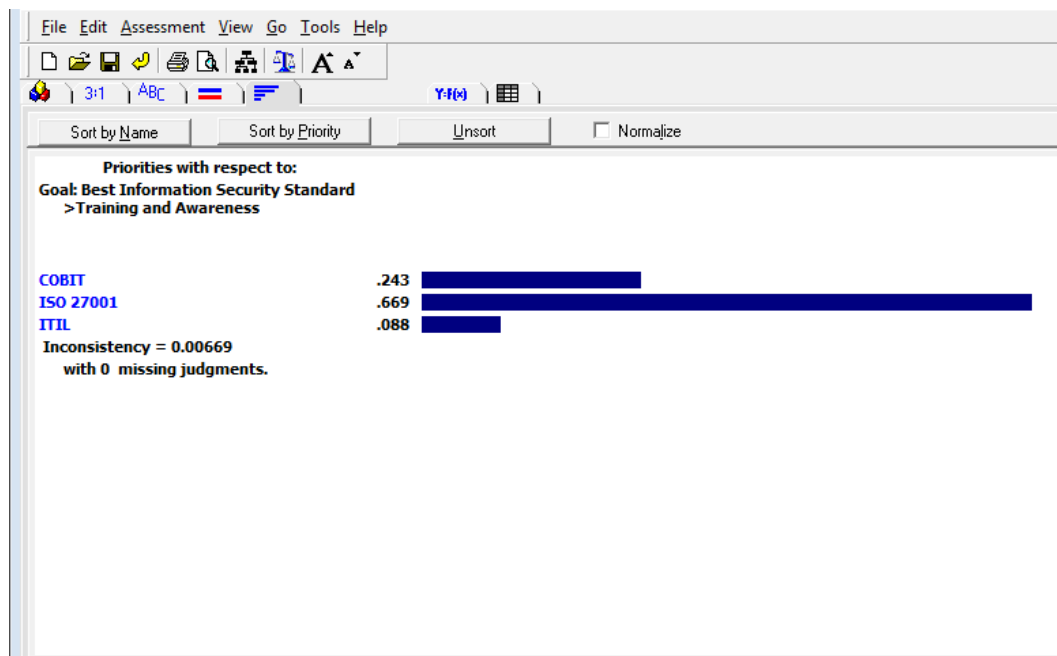 File Edit Assessment View Go Tools Help
A A
3:1 ABC Y=F(x)
Sort by Name Sort by Priority Unsort Normalize
Priorities with respect to:
Goal: Best Information Security Standard
>Training and Awareness
COBIT .243
ISO 27001 .669
ITIL .088
Inconsistency = 0.00669
with 0 missing judgments.